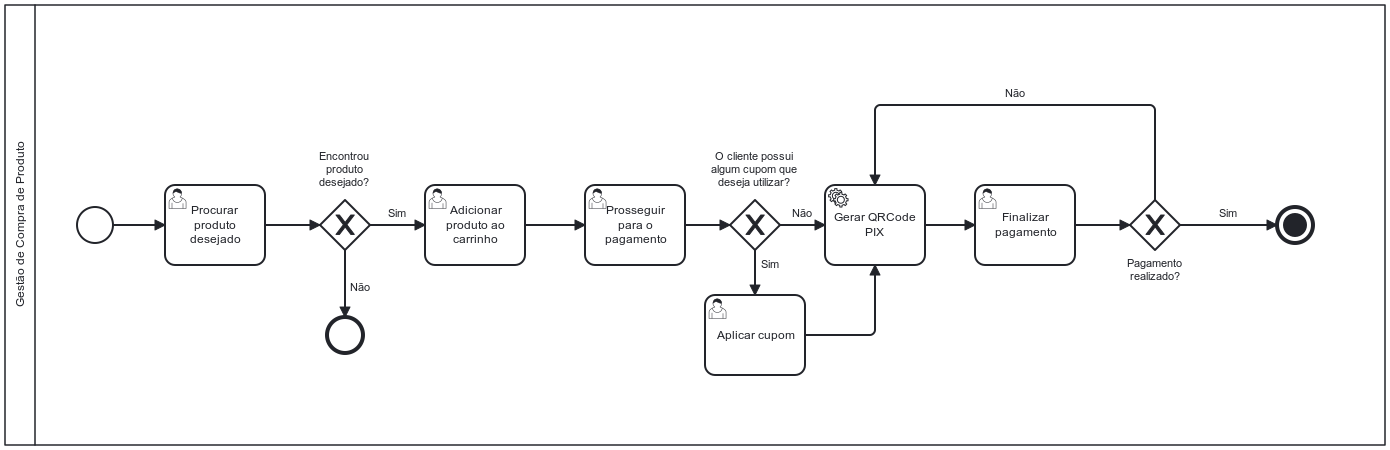 Gestão de Compra de Produto
Procurar
produto
desejado
Encontrou
produto
desejado?
Sim
Não
Adicionar
produto ao
carrinho
Prosseguir
para o
pagamento
O cliente possui
algum cupom que
deseja utilizar?
Não
Sim
Aplicar cupom
Gerar QRCode
PIX
Finalizar
pagamento
Não
Pagamento
realizado?
Sim